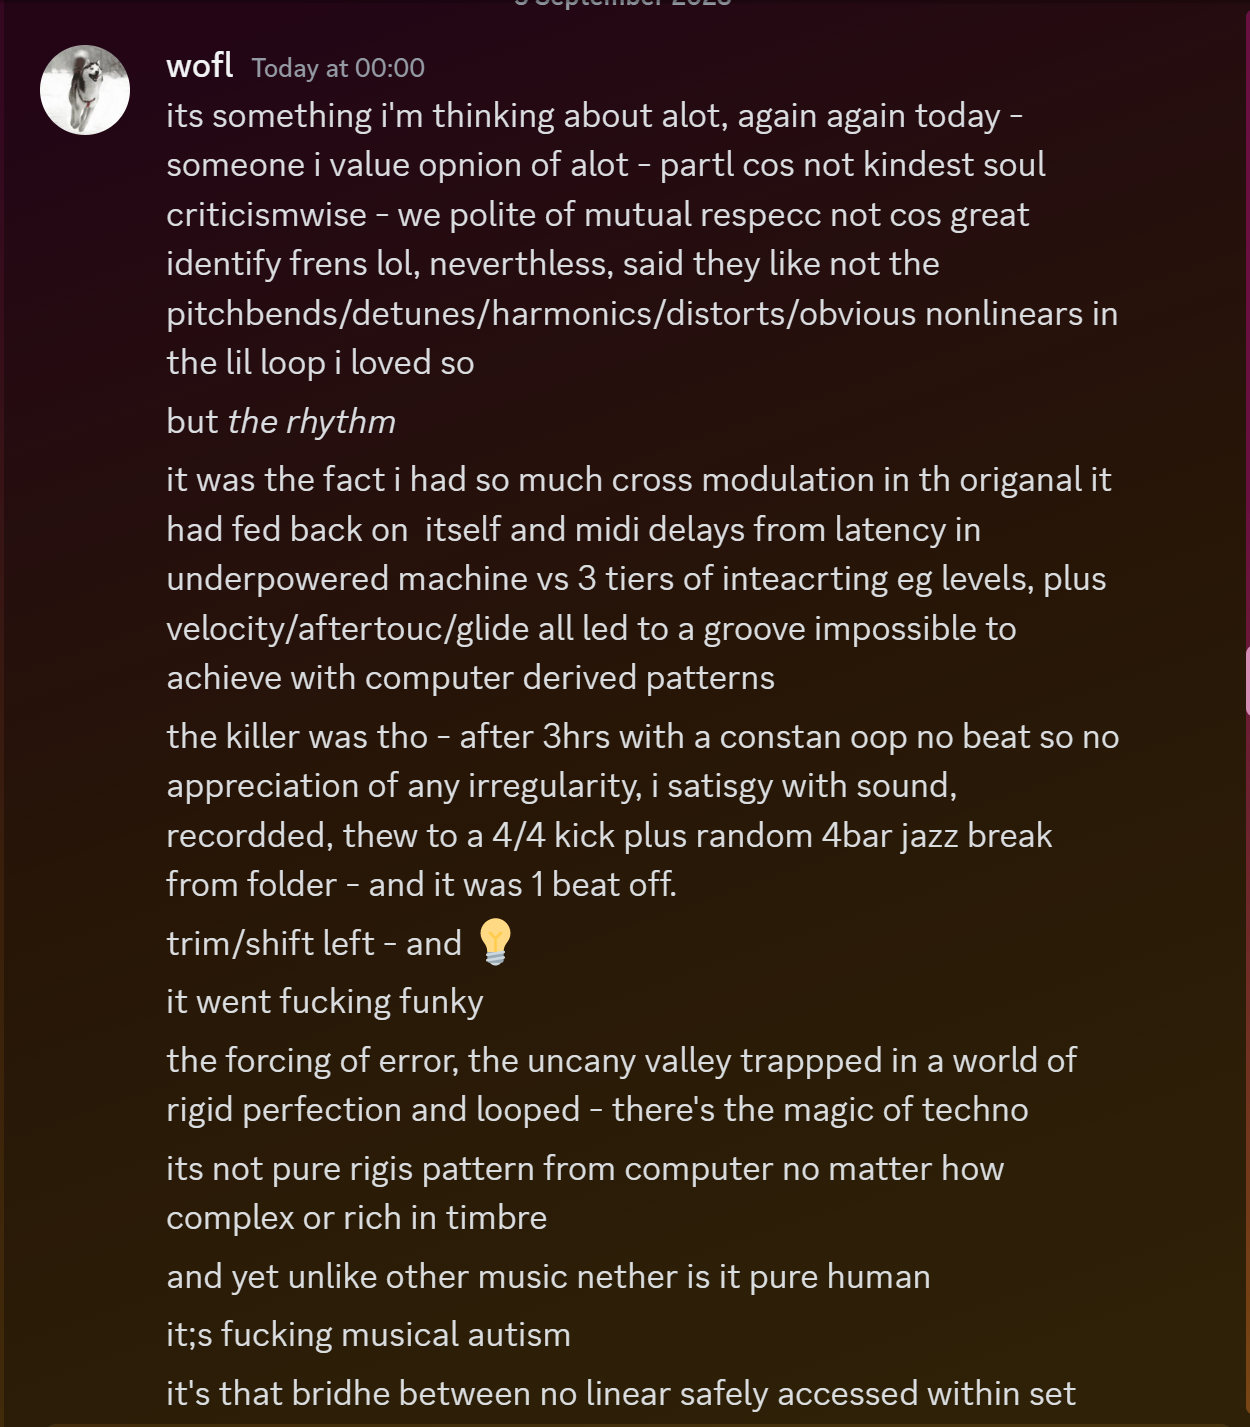 wofl Today at 00:00
its something i'm thinking about alot, again again today -
someone i value opnion of alot - partl cos not kindest soul
criticismwise - we polite of mutual respecc not cos great
identify frens lol, neverthless, said they like not the
pitchbends/detunes/harmonics/distorts/obvious nonlinears in
the lil loop i loved so
but the rhythm
it was the fact i had so much cross modulation in th origanal it
had fed back on  itself and midi delays from latency in
underpowered machine vs 3 tiers of inteacrting eg levels, plus
velocity/aftertouc/glide all led to a groove impossible to
achieve with computer derived patterns
the killer was tho - after 3hrs with a constan oop no beat so no
appreciation of any irregularity, i satisgy with sound,
recordded, thew to a 4/4 kick plus random 4bar jazz break
from folder - and it was 1 beat off.
trim/shift left - and 💡
it went fucking funky
the forcing of error, the uncany valley trappped in a world of
rigid perfection and looped - there's the magic of techno
its not pure rigis pattern from computer no matter how
complex or rich in timbre
and yet unlike other music nether is it pure human
it;s fucking musical autism
it's that bridhe between no linear safely accessed within set